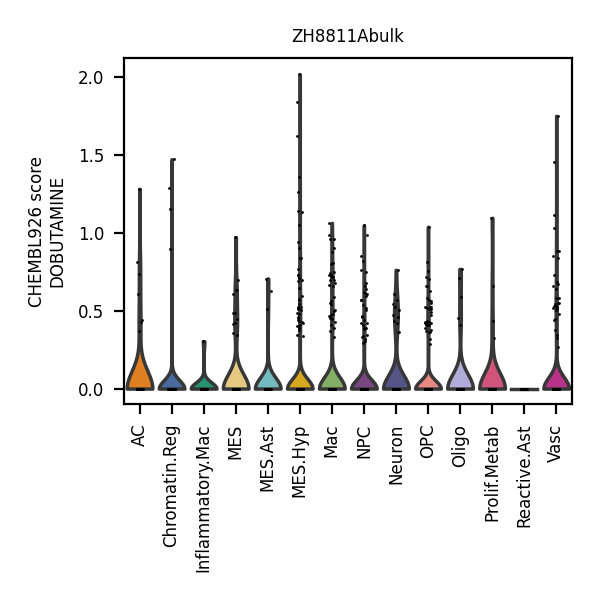 ZH8811Abulk
CHEMBL926 score
DOBUTAMINE
2.0
1.5
1.0
0.5
0.0
AC
Chromatin.Reg
Inflammatory.Mac
MES
MES.Ast
MES.Hyp
Mac
NPC
Neuron
OPC
Oligo
Prolif.Metab
Reactive.Ast
Vasc